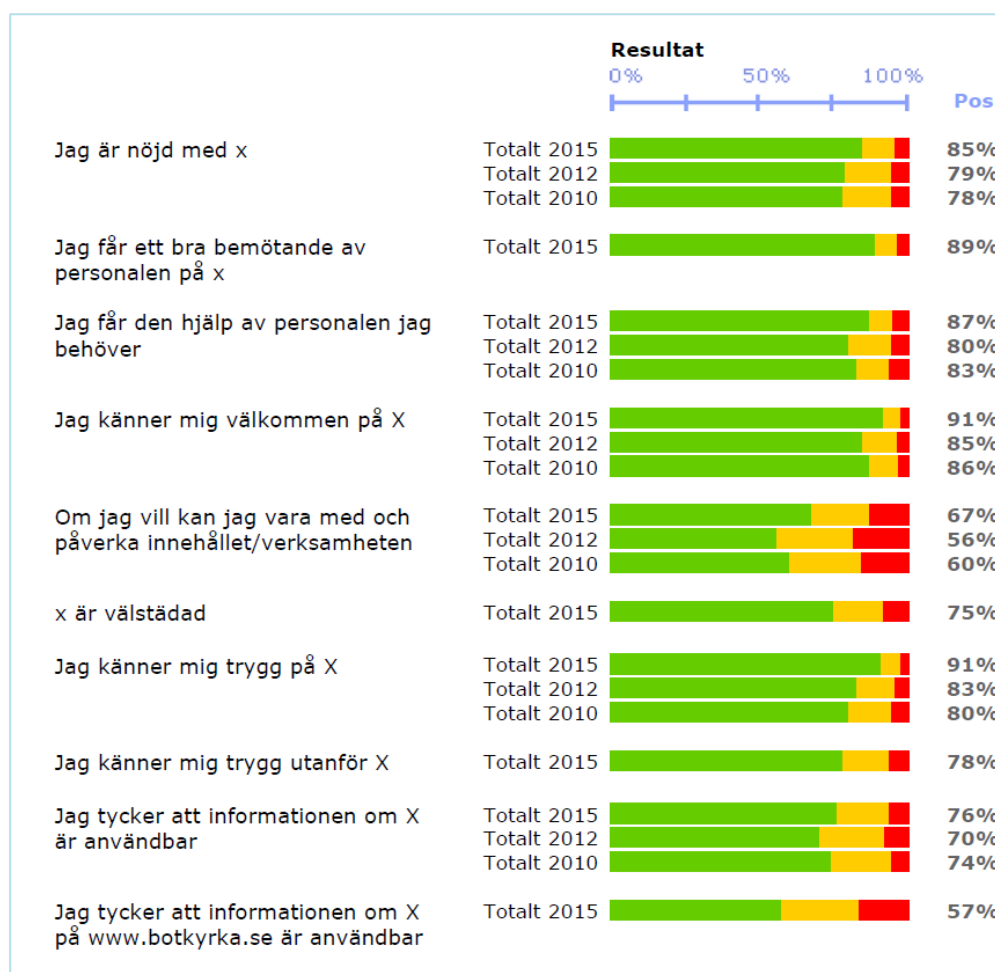 Resultat
0% 50% 100%
Pos
Jag är nöjd med x Totalt 2015 85%
Totalt 2012 79%
Totalt 2010 78%
Jag får ett bra bemötande av Totalt 2015 89%
personalen på x
Jag får den hjälp av personalen jag Totalt 2015 87%
behöver Totalt 2012 80%
Totalt 2010 83%
Jag känner mig välkommen på X Totalt 2015 91%
Totalt 2012 85%
Totalt 2010 86%
Om jag vill kan jag vara med och Totalt 2015 67%
påverka innehållet/verksamheten Totalt 2012 56%
Totalt 2010 60%
x är välstädad Totalt 2015 75%
Jag känner mig trygg på X Totalt 2015 91%
Totalt 2012 83%
Totalt 2010 80%
Jag känner mig trygg utanför X Totalt 2015 78%
Jag tycker att informationen om X Totalt 2015 76%
är användbar Totalt 2012 70%
Totalt 2010 74%
Jag tycker att informationen om X Totalt 2015 57%
på www.botkyrka.se är användbar